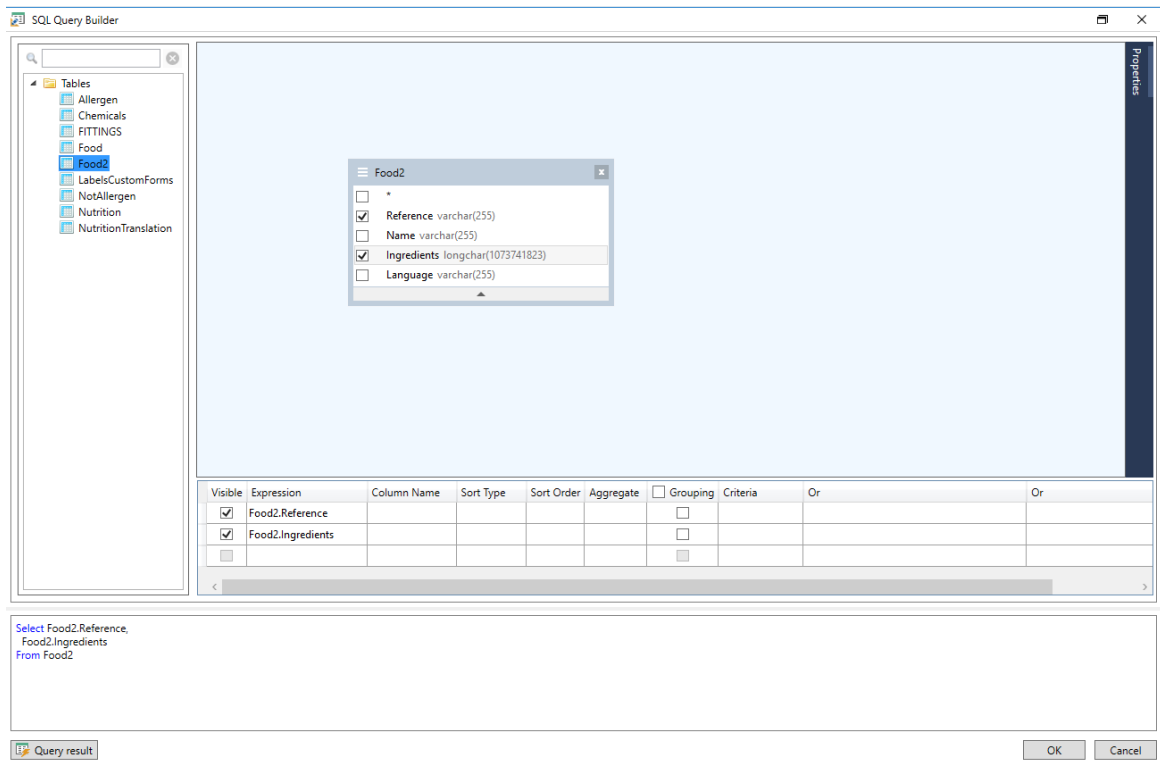 SQL Query Builder
Tables
Allergen
Chemicals
FITTINGS
Food
Food2
LabelsCustomForms
NotAllergen
Nutrition
NutritionTranslation
Properties
Food2
*
Reference varchar(255)
Name varchar(255)
Ingredients longchar(1073741823)
Language varchar(255)
Visible Expression Column Name Sort Type Sort Order Aggregate Grouping Criteria Or Or
Food2.Reference
Food2.Ingredients
Select Food2.Reference,
Food2.Ingredients
From Food2
Query result OK Cancel